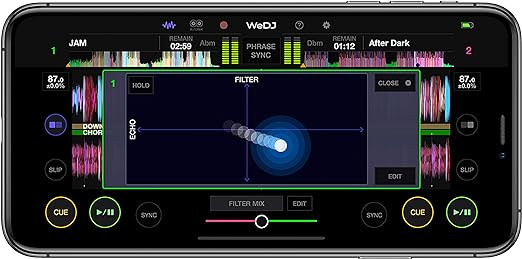 WeDJ
1
JAM
REMAIN
02:59
Abm
PHRASE
SYNC
Dbm
REMAIN
01:12
After Dark
2
87.0
±0.0%
1
HOLD
FILTER
CLOSE
87.0
±0.0%
ECHO
DOWN
CHOR
SLIP
EDIT
SLIP
CUE
SYNC
FILTER MIX
EDIT
SYNC
CUE